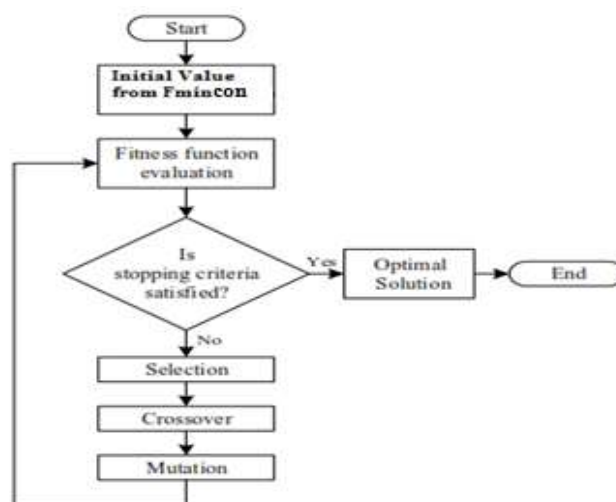 Start
Initial Value
from Fmincon
Fitness function
evaluation
Is
stopping criteria
satisfied?
Yes
Optimal
Solution
End
No
Selection
Crossover
Mutation